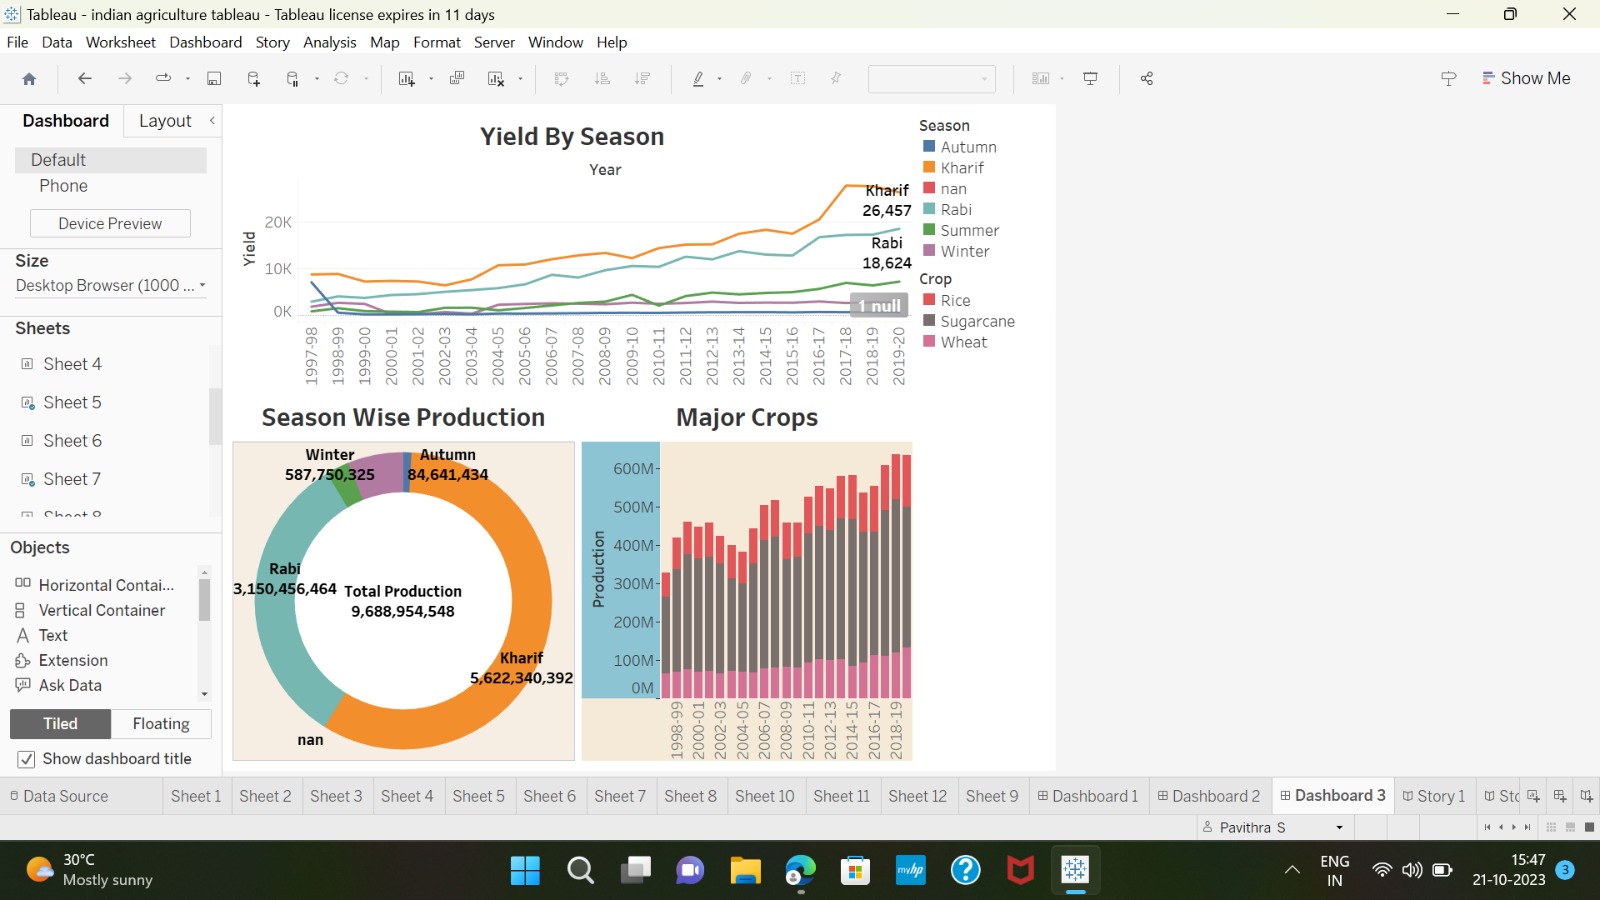 Tableau - indian agriculture tableau - Tableau license expires in 11 days
File Data Worksheet Dashboard Story Analysis Map Format Server Window Help
Show Me
Dashboard Layout
Default
Phone
Device Preview
Size
Desktop Browser (1000 ...
Sheets
Sheet 4
Sheet 5
Sheet 6
Sheet 7
Sheet 8
Objects
Horizontal Contai...
Vertical Container
Text
Extension
Ask Data
Tiled Floating
Show dashboard title
Yield By Season
Year
Yield
20K
10K
0K
Kharif
26,457
Rabi
18,624
1 null
1997-98 1998-99 1999-00 2000-01 2001-02 2002-03 2003-04 2004-05 2005-06 2006-07 2007-08 2008-09 2009-10 2010-11 2011-12 2012-13 2013-14 2014-15 2015-16 2016-17 2017-18 2018-19 2019-20
Season
Autumn
Kharif
nan
Rabi
Summer
Winter
Crop
Rice
Sugarcane
Wheat
Season Wise Production
Winter
587,750,325
Autumn
84,641,434
Rabi
3,150,456,464
Total Production
9,688,954,548
Kharif
5,622,340,392
nan
Major Crops
Production
600M
500M
400M
300M
200M
100M
0M
1998-99 2000-01 2002-03 2004-05 2006-07 2008-09 2010-11 2012-13 2014-15 2016-17 2018-19
Data Source Sheet 1 Sheet 2 Sheet 3 Sheet 4 Sheet 5 Sheet 6 Sheet 7 Sheet 8 Sheet 10 Sheet 11 Sheet 12 Sheet 9 Dashboard 1 Dashboard 2 Dashboard 3 Story 1 Stc
Pavithra S
30°C
Mostly sunny
myhp
ENG
IN
15:47
21-10-2023
3